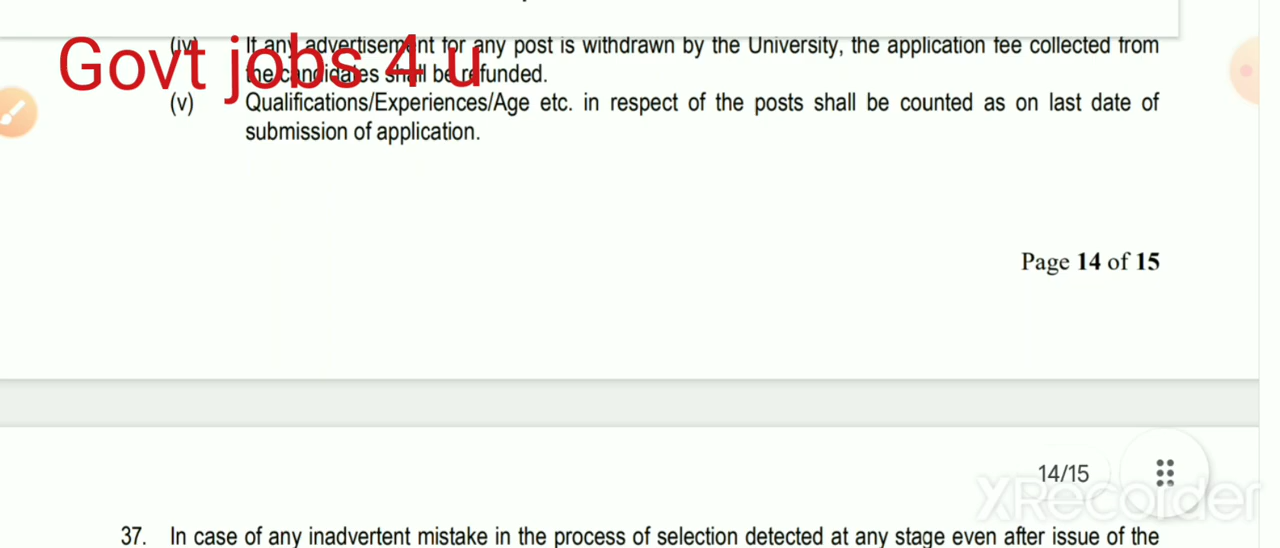 Govt jobs 4 u
(iv) If any advertisement for any post is withdrawn by the University, the application fee collected from
the candidates shall be refunded.
(v) Qualifications/Experiences/Age etc. in respect of the posts shall be counted as on last date of
submission of application.
Page 14 of 15
14/15
XRecorder
37. In case of any inadvertent mistake in the process of selection detected at any stage even after issue of the